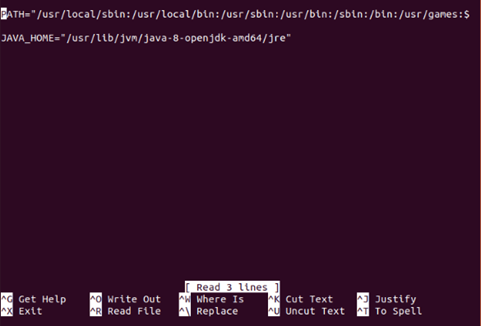 PATH="/usr/local/sbin:/usr/local/bin:/usr/sbin:/usr/bin:/sbin:/bin:/usr/games:$
JAVA_HOME="/usr/lib/jvm/java-8-openjdk-amd64/jre"
[ Read 3 lines ]
^G Get Help ^O Write Out ^W Where Is ^K Cut Text ^J Justify
^X Exit ^R Read File ^\ Replace ^U Uncut Text ^T To Spell